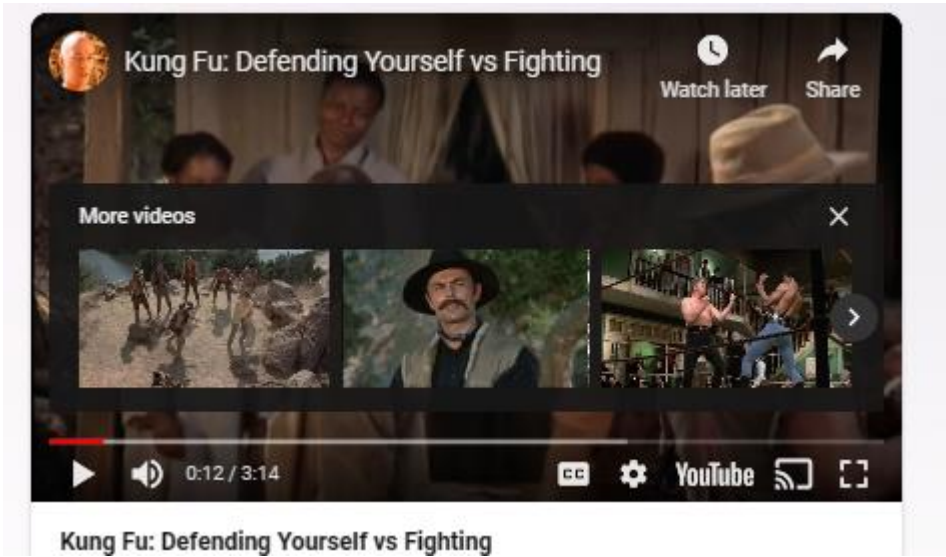 Kung Fu: Defending Yourself vs Fighting
Watch later Share
More videos
0:12 / 3:14 CC YouTube
Kung Fu: Defending Yourself vs Fighting